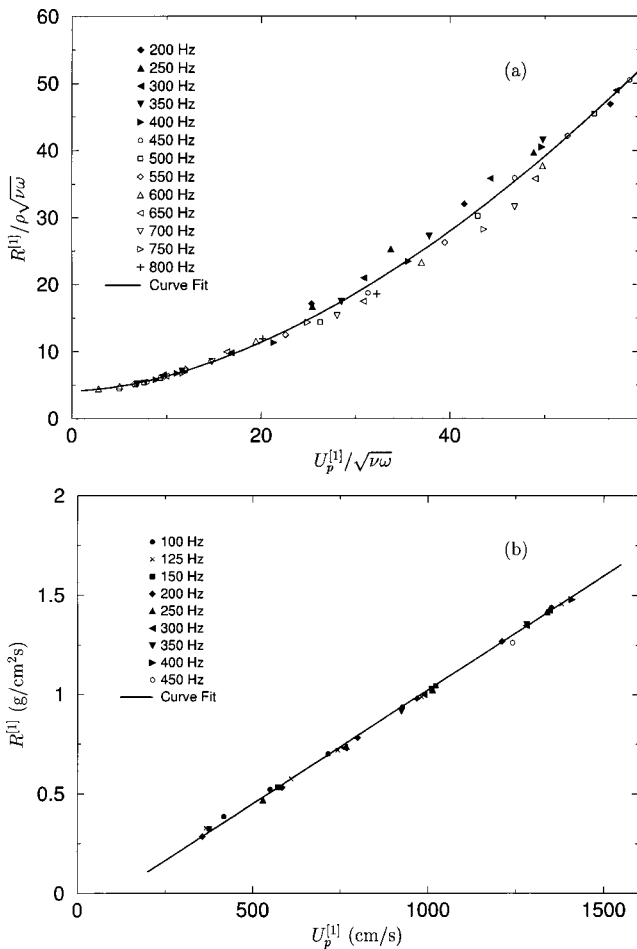 60
50
40
30
20
10
0
R^{[1]}/ρ√νω
(a)
200 Hz
250 Hz
300 Hz
350 Hz
400 Hz
450 Hz
500 Hz
550 Hz
600 Hz
650 Hz
700 Hz
750 Hz
800 Hz
Curve Fit
0 20 40
U_p^{[1]}/√νω
2
1.5
1
0.5
0
R^{[1]} (g/cm²s)
(b)
100 Hz
125 Hz
150 Hz
200 Hz
250 Hz
300 Hz
350 Hz
400 Hz
450 Hz
Curve Fit
0 500 1000 1500
U_p^{[1]} (cm/s)